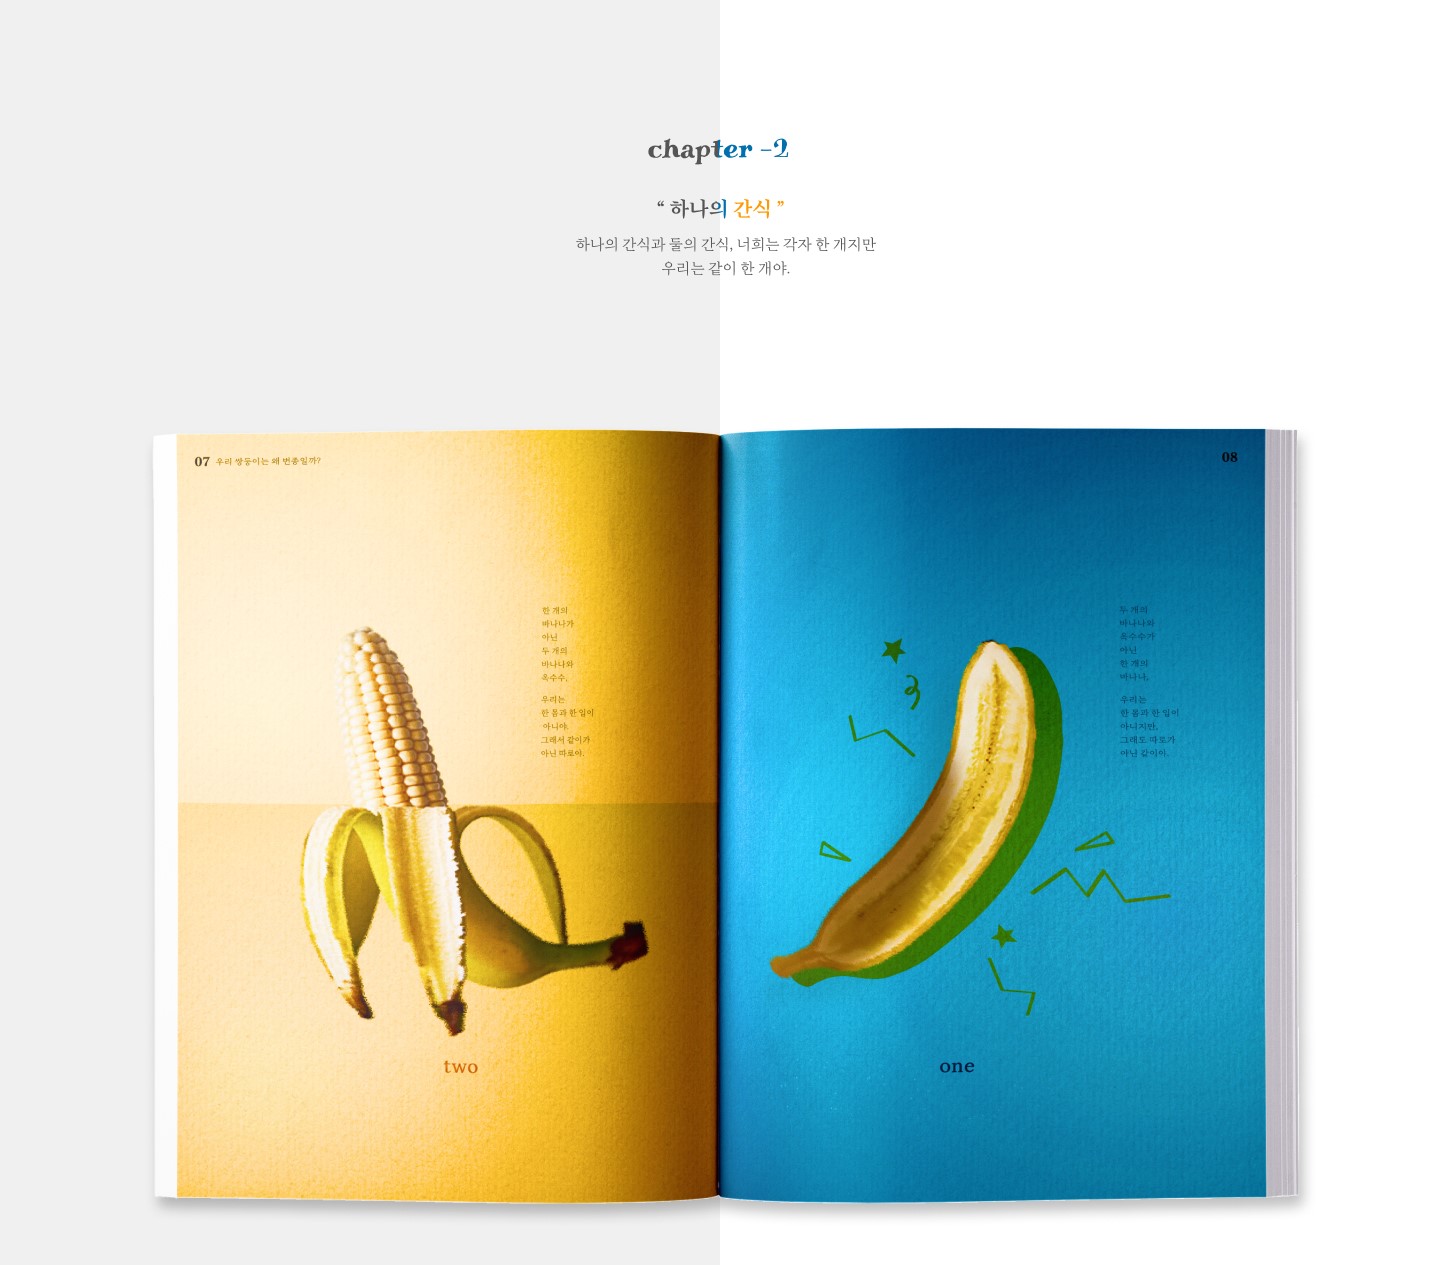 chapter -2
“ 하나의 간식 ”
하나의 간식과 둘의 간식, 너희는 각자 한 개지만
우리는 같이 한 개야.
07 우리 쌍둥이는 왜 변종일까?
한 개의
바나나가
아닌
두 개의
바나나와
옥수수,
우리는
한 몸과 한 일이
아니야.
그래서 같이가
아닌 따로야.
two
08
두 개의
바나나와
옥수수가
아닌
한 개의
바나나,
우리는
한 몸과 한 일이
아니지만,
그래도 따로가
아닌 같이야.
one